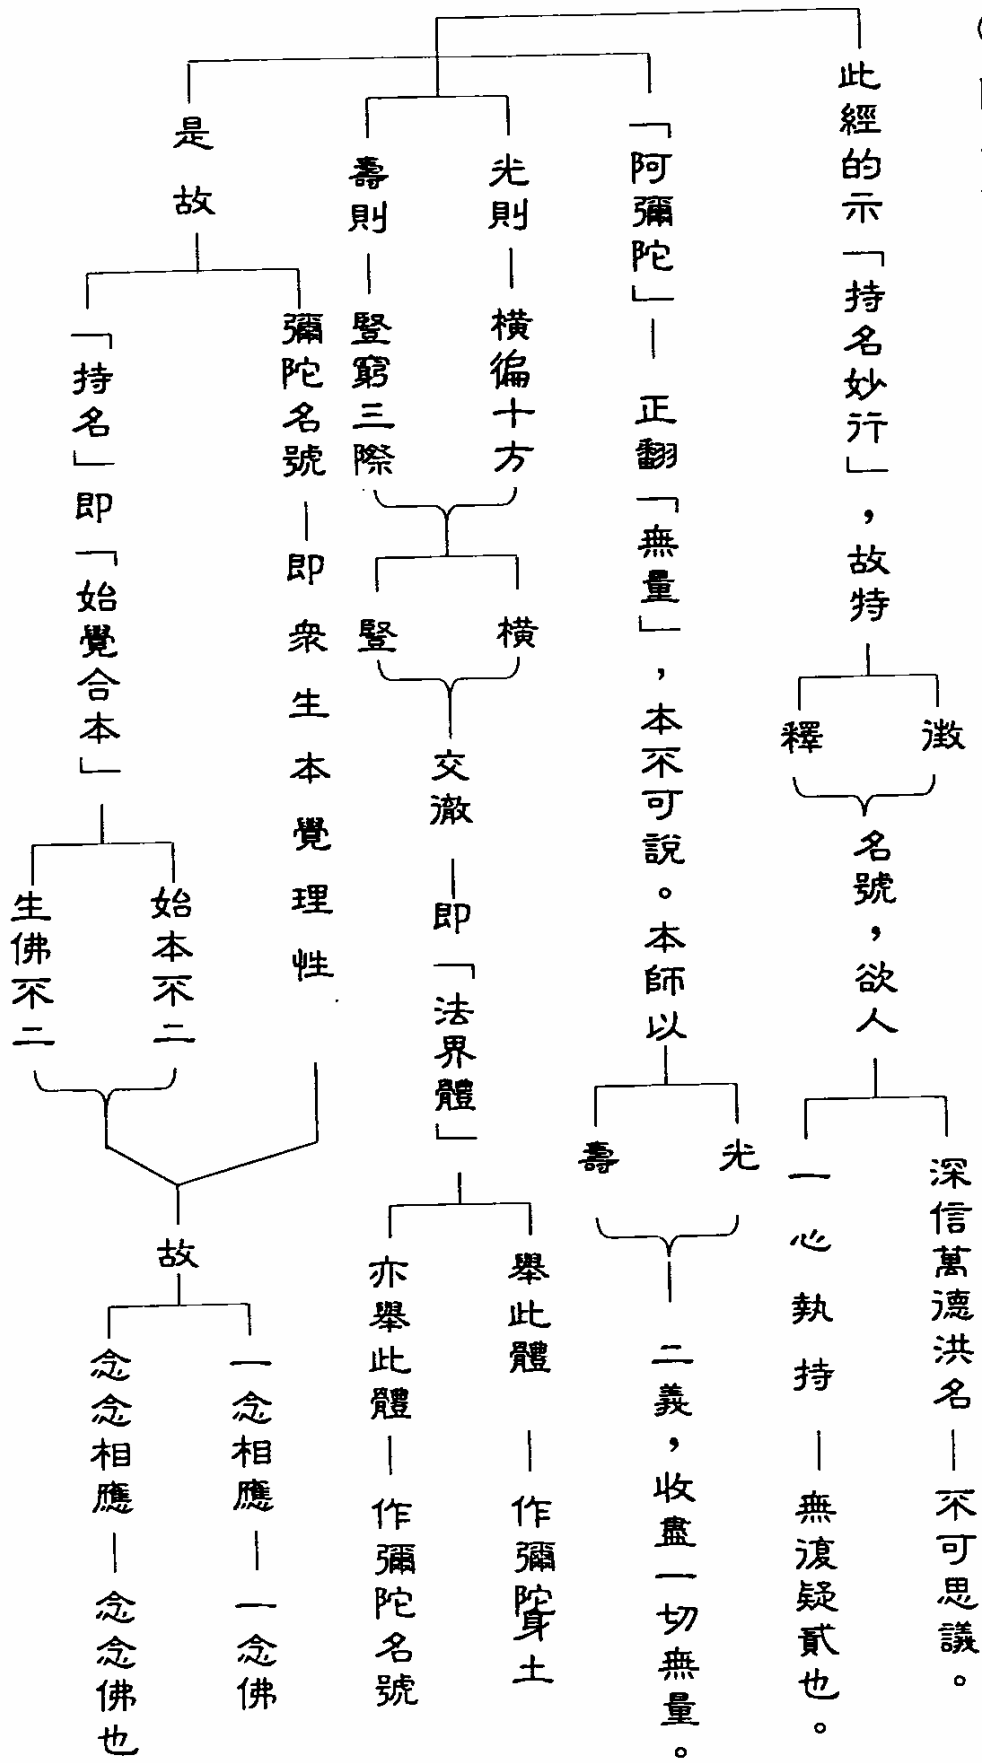 此經的示「持名妙行」，故特
徵
釋
名號，欲人
深信萬德洪名－不可思議。
一心執持－無復疑貳也。
「阿彌陀」－正翻「無量」，本不可說。本師以
光
壽
二義，收盡一切無量。
光則－橫徧十方
壽則－豎窮三際
橫
豎
交徹－即「法界體」
舉此體－作彌陀身土
亦舉此體－作彌陀名號
是故
彌陀名號－即眾生本覺理性
「持名」即「始覺合本」
始本不二
生佛不二
故
一念相應－一念佛
念念相應－念念佛也